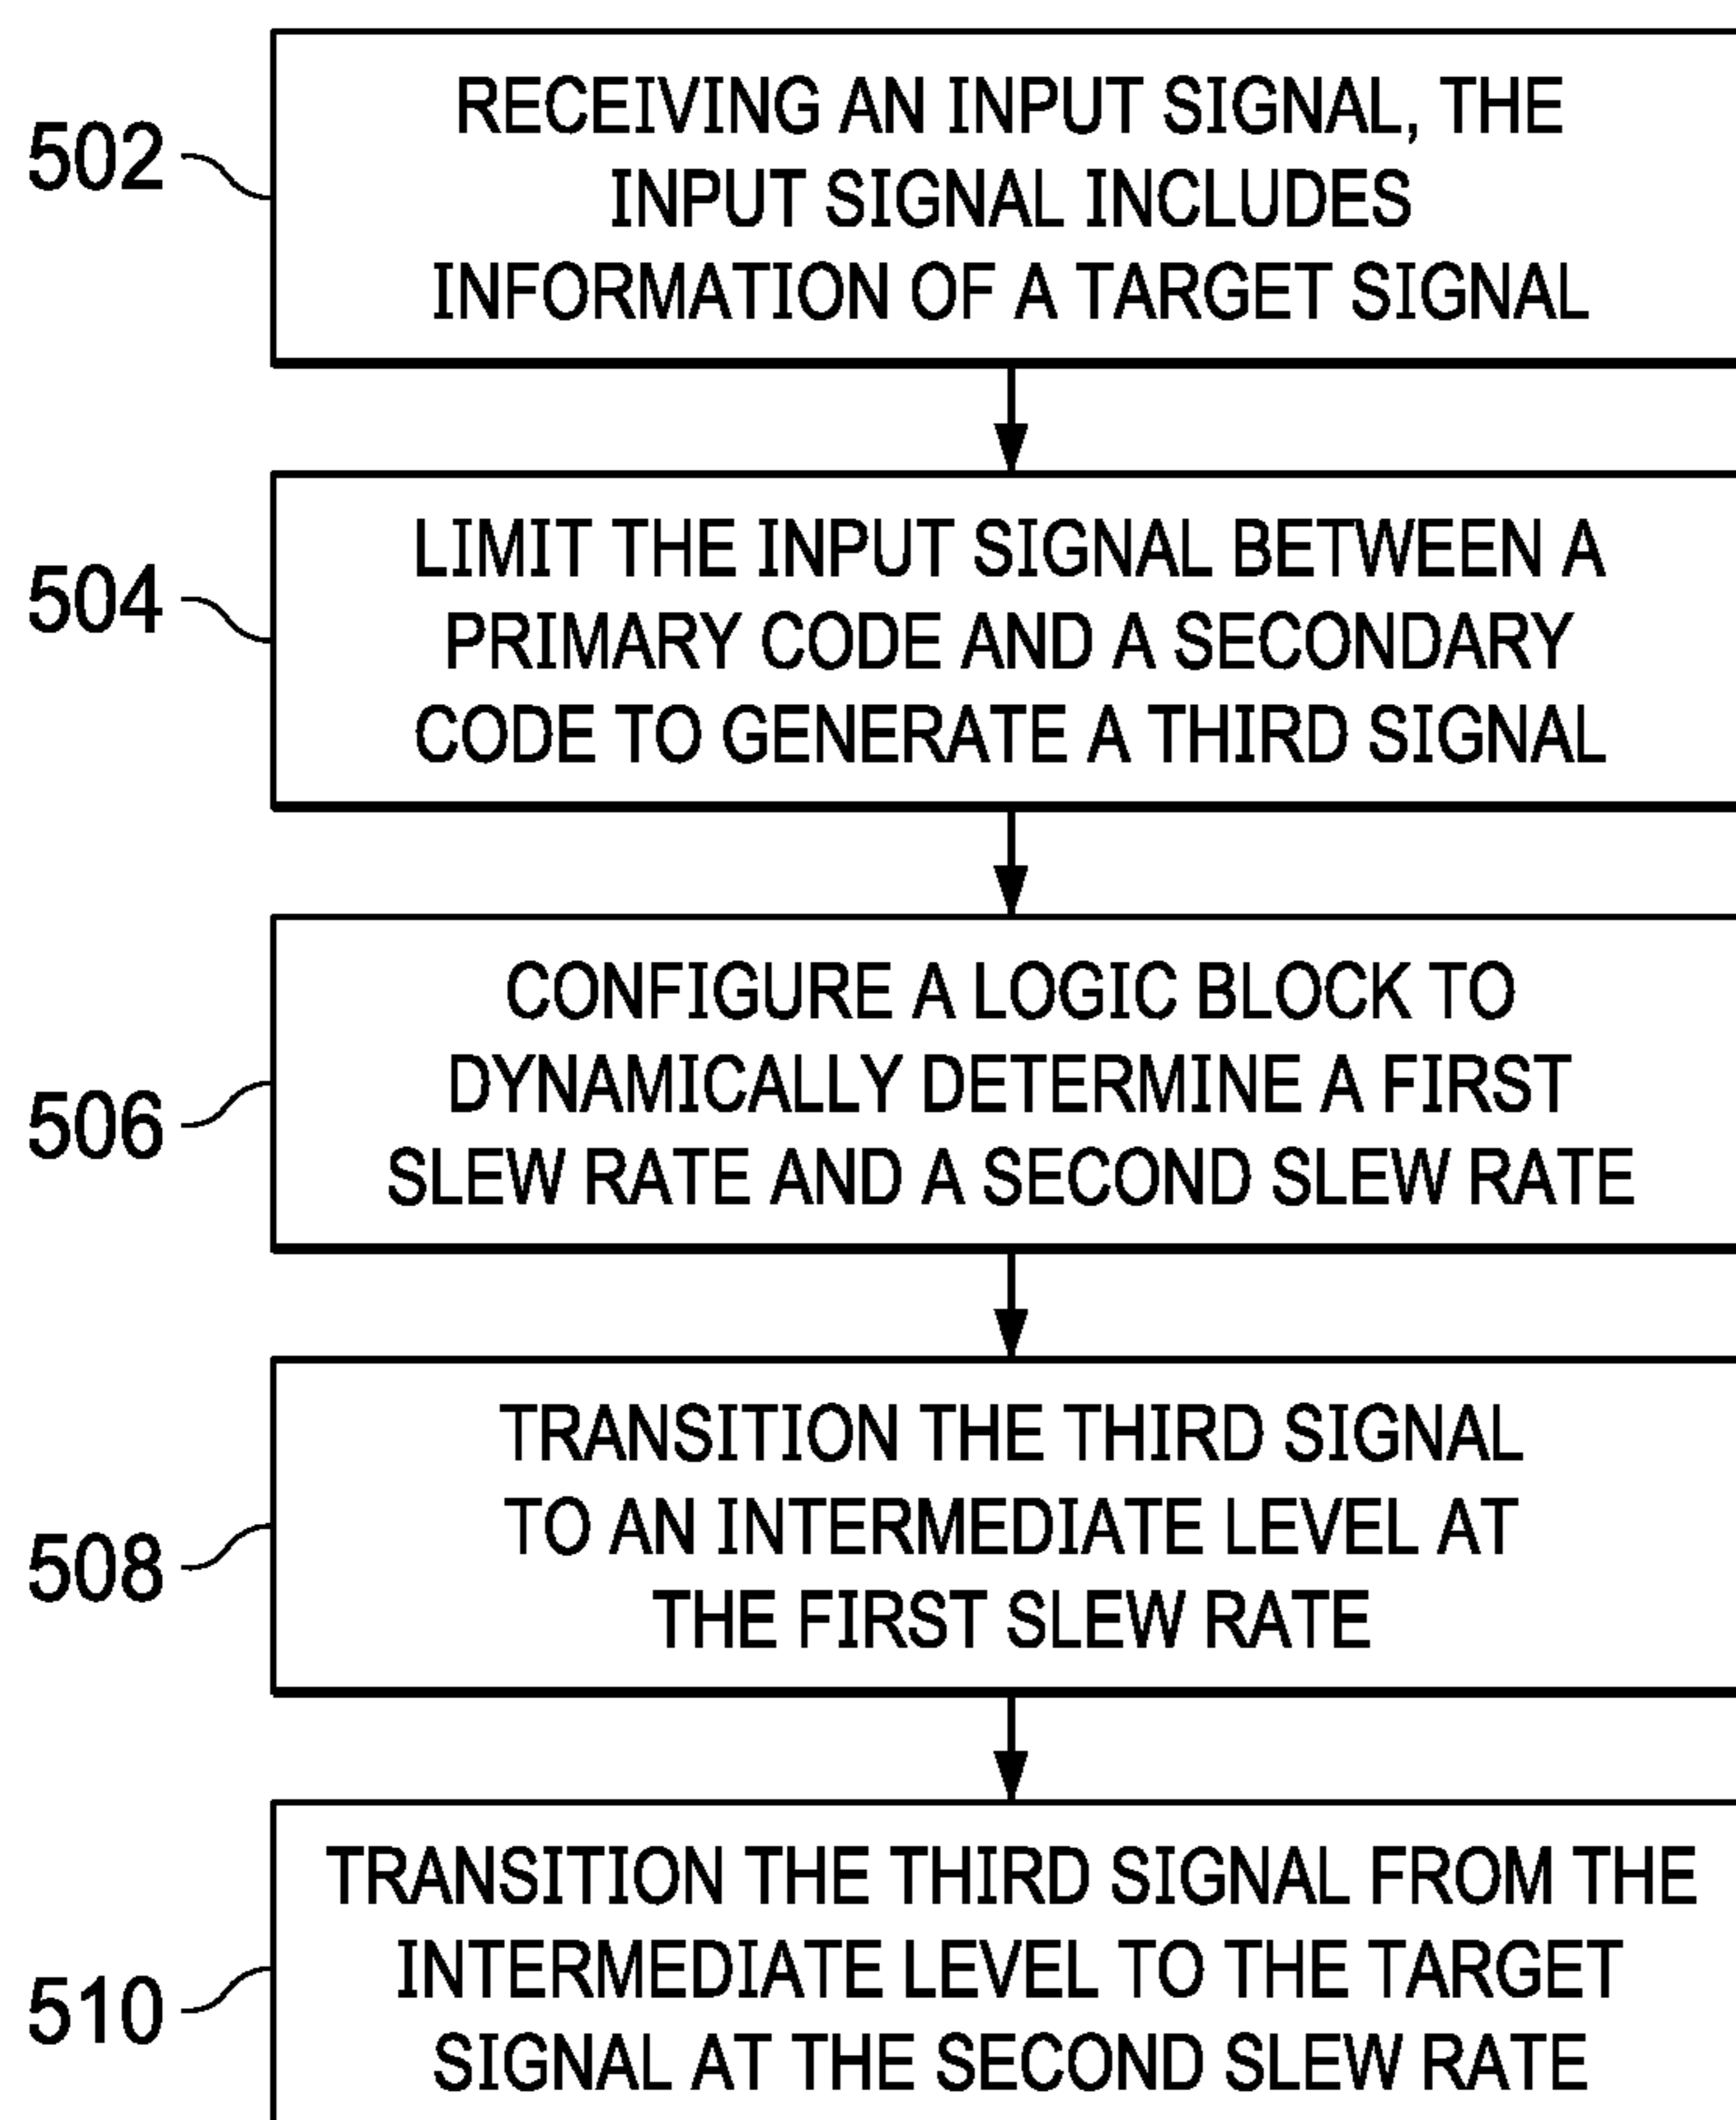 502
RECEIVING AN INPUT SIGNAL, THE
INPUT SIGNAL INCLUDES
INFORMATION OF A TARGET SIGNAL
504
LIMIT THE INPUT SIGNAL BETWEEN A
PRIMARY CODE AND A SECONDARY
CODE TO GENERATE A THIRD SIGNAL
506
CONFIGURE A LOGIC BLOCK TO
DYNAMICALLY DETERMINE A FIRST
SLEW RATE AND A SECOND SLEW RATE
508
TRANSITION THE THIRD SIGNAL
TO AN INTERMEDIATE LEVEL AT
THE FIRST SLEW RATE
510
TRANSITION THE THIRD SIGNAL FROM THE
INTERMEDIATE LEVEL TO THE TARGET
SIGNAL AT THE SECOND SLEW RATE